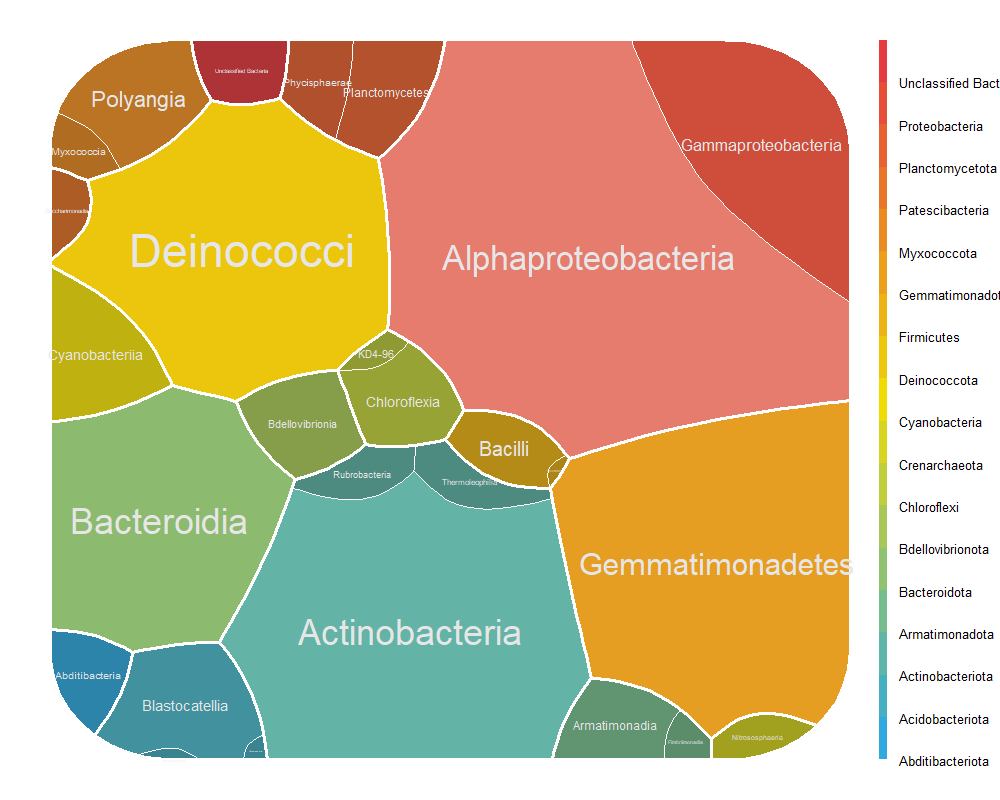 Unclassified Bacteria
Phycisphaerae
Planctomycetes
Polyangia
Myxococcia
Gammaproteobacteria
Deinococci
Alphaproteobacteria
Cyanobacteriia
KD4-96
Chloroflexia
Bdellovibrionia
Bacilli
Rubrobacteria
Thermoleophilia
Bacteroidia
Gemmatimonadetes
Actinobacteria
Abditibacteria
Blastocatellia
Armatimonadia
Fimbriimonadia
Nitrososphaeria
Unclassified Bact
Proteobacteria
Planctomycetota
Patescibacteria
Myxococcota
Gemmatimonadot
Firmicutes
Deinococcota
Cyanobacteria
Crenarchaeota
Chloroflexi
Bdellovibrionota
Bacteroidota
Armatimonadota
Actinobacteriota
Acidobacteriota
Abditibacteriota